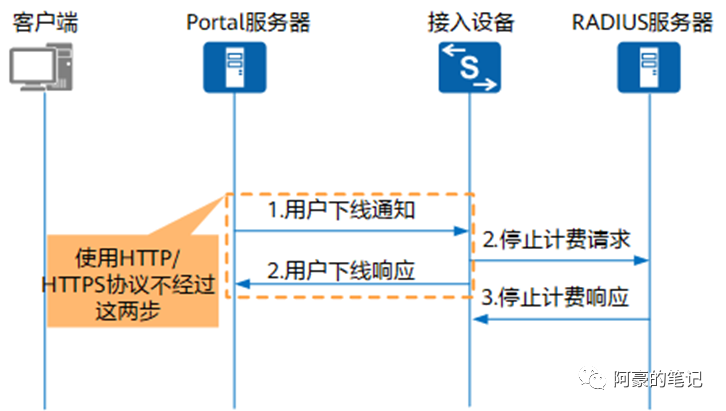 客户端
Portal服务器
接入设备
RADIUS服务器
S
1.用户下线通知
2.停止计费请求
使用HTTP/
HTTPS协议不经过
这两步
2.用户下线响应
3.停止计费响应
阿豪的笔记